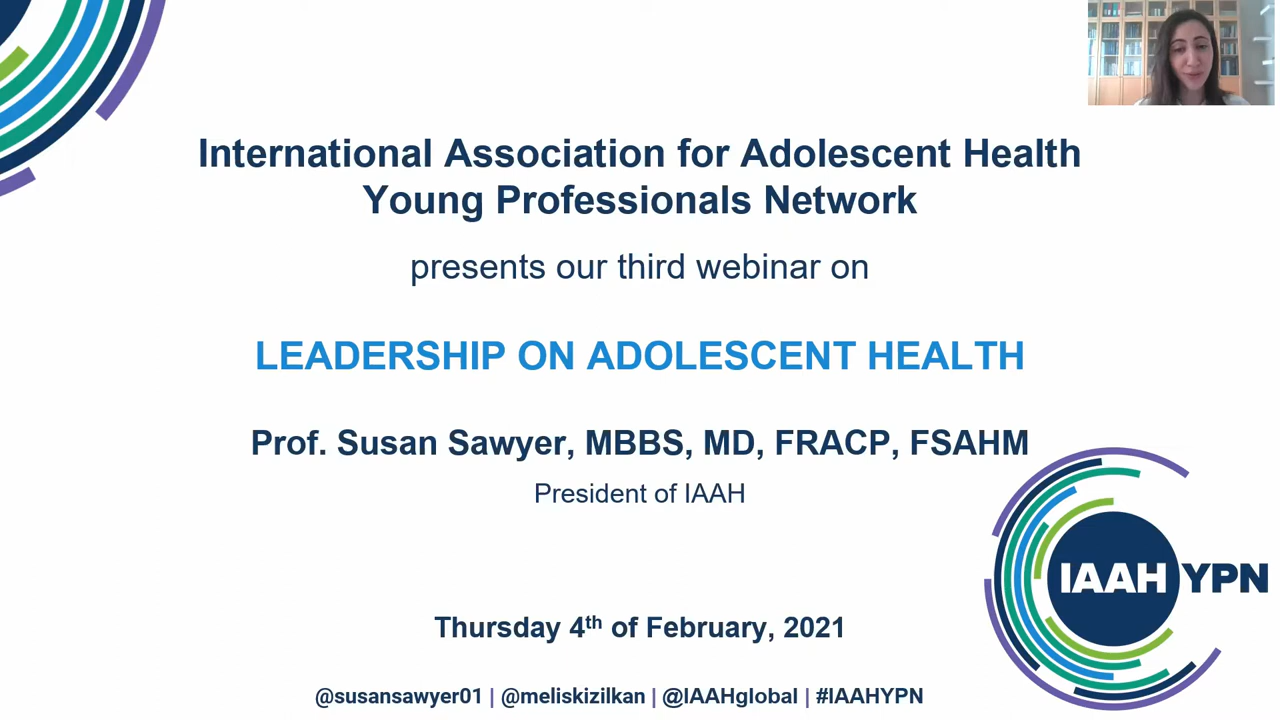 International Association for Adolescent Health
Young Professionals Network
presents our third webinar on
LEADERSHIP ON ADOLESCENT HEALTH
Prof. Susan Sawyer, MBBS, MD, FRACP, FSAHM
President of IAAH
IAAH YPN
Thursday 4th of February, 2021
@susansawyer01 | @meliskizilkan | @IAAHglobal | #IAAHYPN